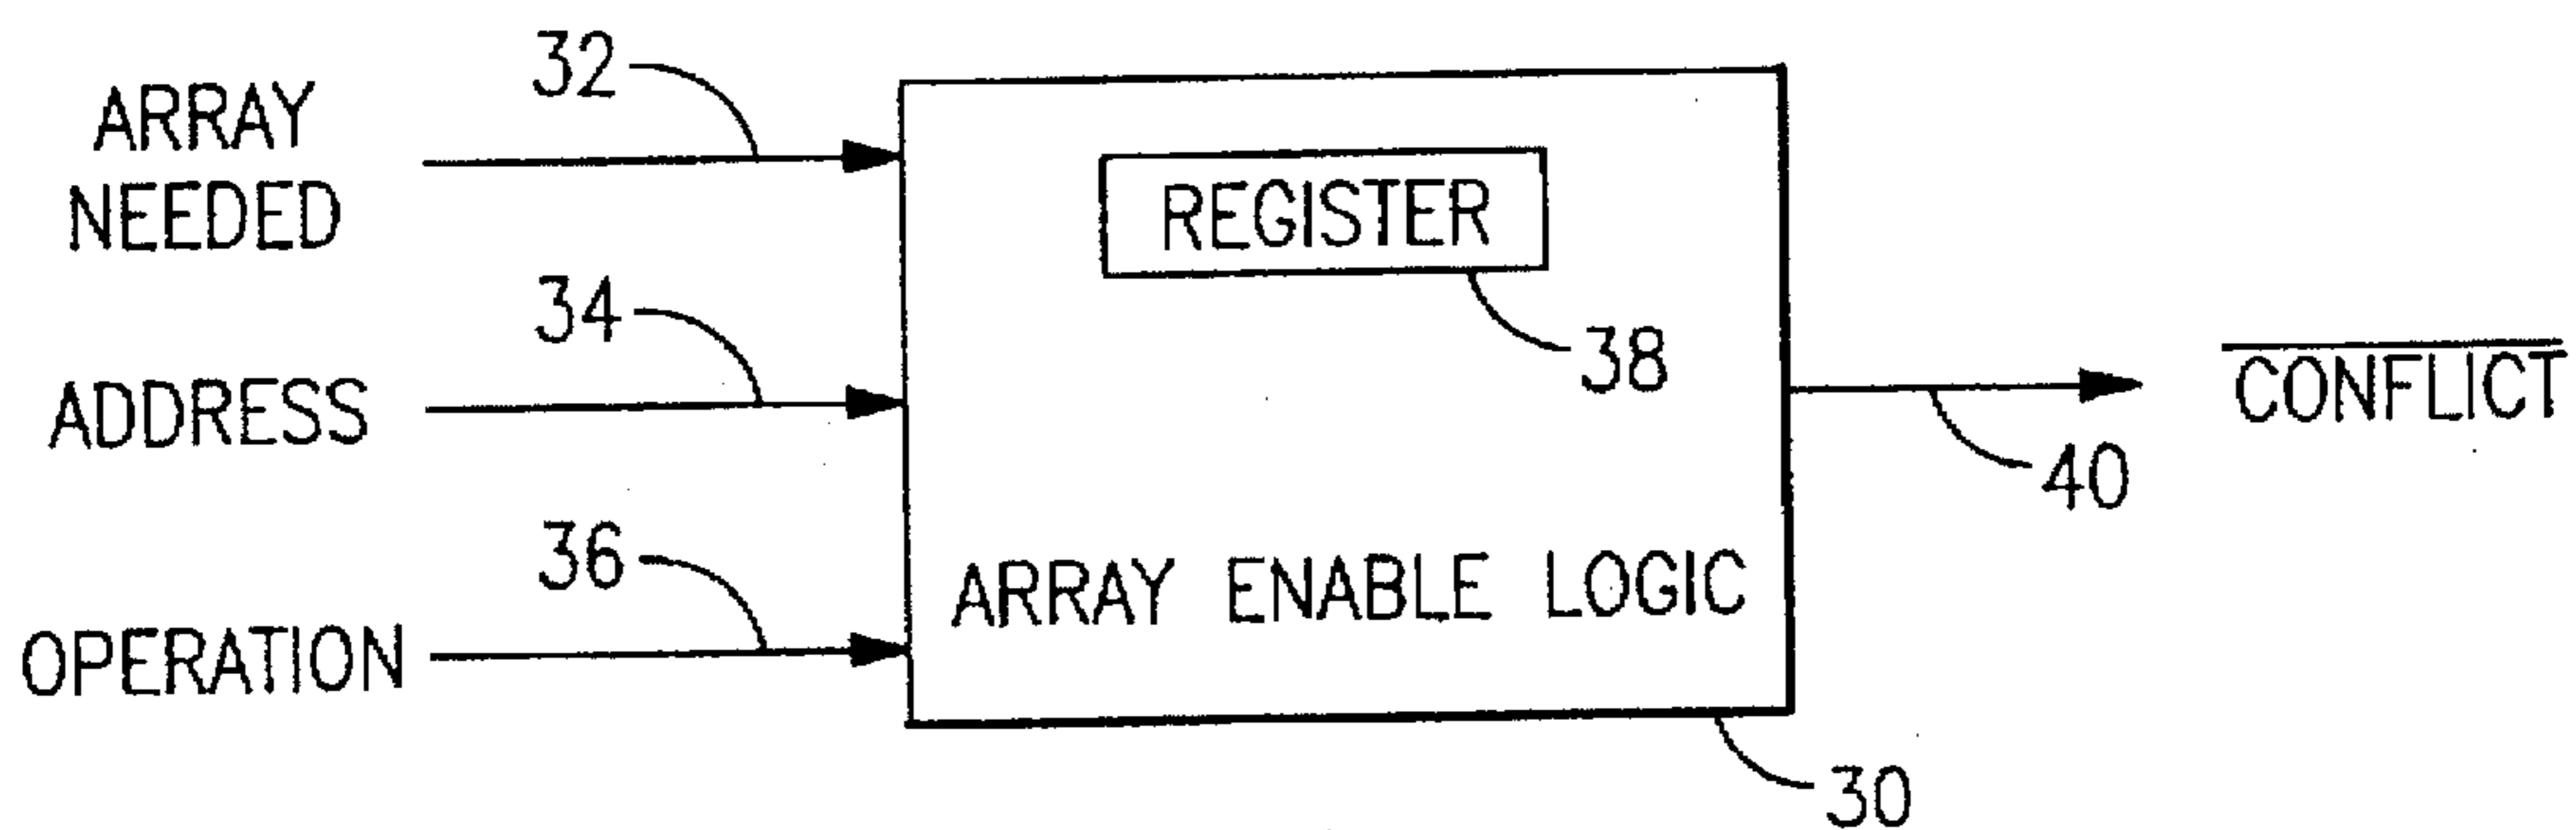 32
ARRAY
NEEDED
REGISTER
34
38
ADDRESS
CONFLICT
40
36
ARRAY ENABLE LOGIC
OPERATION
30